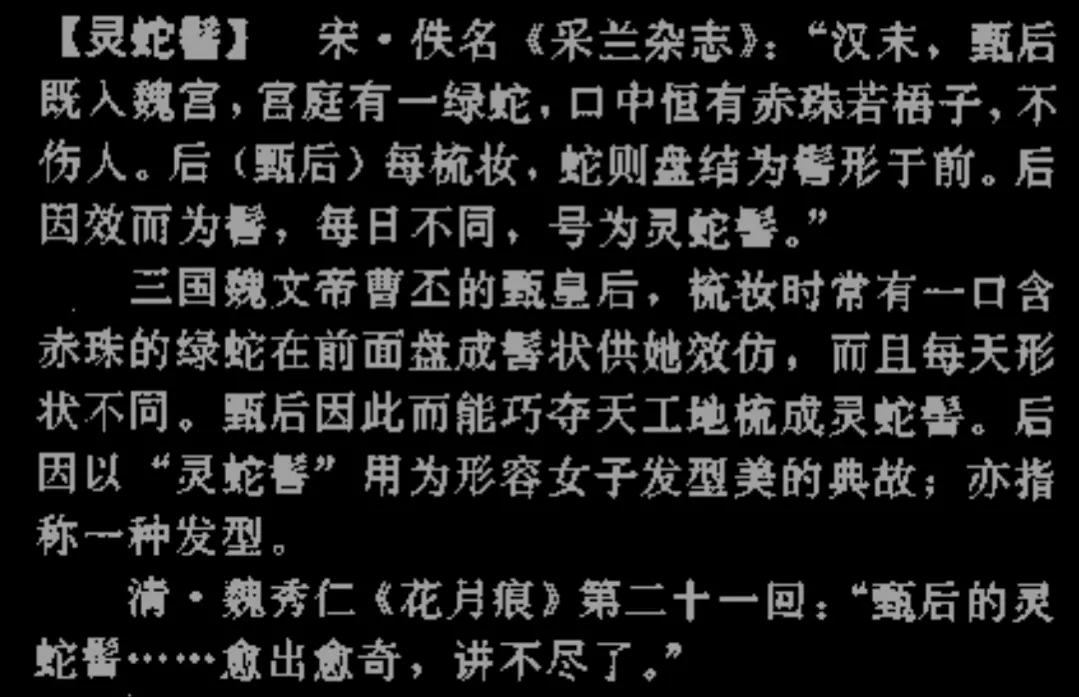 【灵蛇髻】 宋·佚名《采兰杂志》：“汉末，甄后
既入魏宫，宫庭有一绿蛇，口中恒有赤珠若梧子，不
伤人。后（甄后）每梳妆，蛇则盘结为髻形于前。后
因效而为髻，每日不同，号为灵蛇髻。”
三国魏文帝曹丕的甄皇后，梳妆时常有一口含
赤珠的绿蛇在前面盘成髻状供她效仿，而且每天形
状不同。甄后因此而能巧夺天工地梳成灵蛇髻。后
因以“灵蛇髻”用为形容女子发型美的典故；亦指
称一种发型。
清·魏秀仁《花月痕》第二十一回：“甄后的灵
蛇髻……愈出愈奇，讲不尽了。”